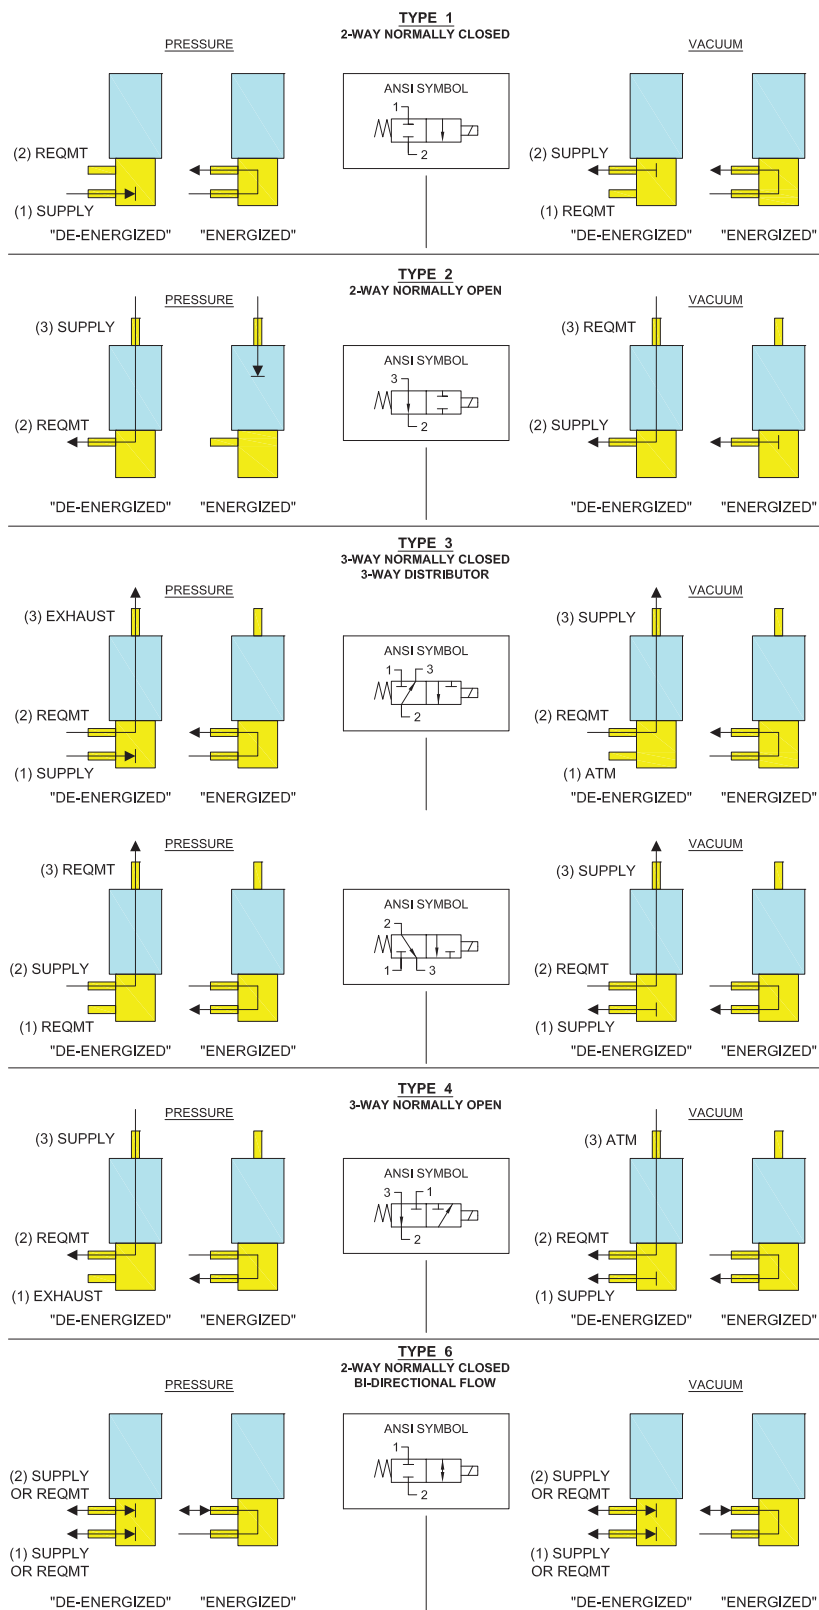 TYPE 1
2-WAY NORMALLY CLOSED
PRESSURE
VACUUM
ANSI SYMBOL
1
2
(2) REQMT
(1) SUPPLY
"DE-ENERGIZED"
"ENERGIZED"
(2) SUPPLY
(1) REQMT
"DE-ENERGIZED"
"ENERGIZED"
TYPE 2
2-WAY NORMALLY OPEN
PRESSURE
VACUUM
(3) SUPPLY
(2) REQMT
"DE-ENERGIZED"
"ENERGIZED"
ANSI SYMBOL
3
2
(3) REQMT
(2) SUPPLY
"DE-ENERGIZED"
"ENERGIZED"
TYPE 3
3-WAY NORMALLY CLOSED
3-WAY DISTRIBUTOR
PRESSURE
VACUUM
(3) EXHAUST
(2) REQMT
(1) SUPPLY
"DE-ENERGIZED"
"ENERGIZED"
ANSI SYMBOL
1
3
2
(3) SUPPLY
(2) REQMT
(1) ATM
"DE-ENERGIZED"
"ENERGIZED"
PRESSURE
VACUUM
(3) REQMT
(2) SUPPLY
(1) REQMT
"DE-ENERGIZED"
"ENERGIZED"
ANSI SYMBOL
2
1
3
(3) SUPPLY
(2) REQMT
(1) SUPPLY
"DE-ENERGIZED"
"ENERGIZED"
TYPE 4
3-WAY NORMALLY OPEN
PRESSURE
VACUUM
(3) SUPPLY
(2) REQMT
(1) EXHAUST
"DE-ENERGIZED"
"ENERGIZED"
ANSI SYMBOL
3
1
2
(3) ATM
(2) REQMT
(1) SUPPLY
"DE-ENERGIZED"
"ENERGIZED"
TYPE 6
2-WAY NORMALLY CLOSED
BI-DIRECTIONAL FLOW
PRESSURE
VACUUM
(2) SUPPLY
OR REQMT
(1) SUPPLY
OR REQMT
"DE-ENERGIZED"
"ENERGIZED"
ANSI SYMBOL
1
2
(2) SUPPLY
OR REQMT
(1) SUPPLY
OR REQMT
"DE-ENERGIZED"
"ENERGIZED"